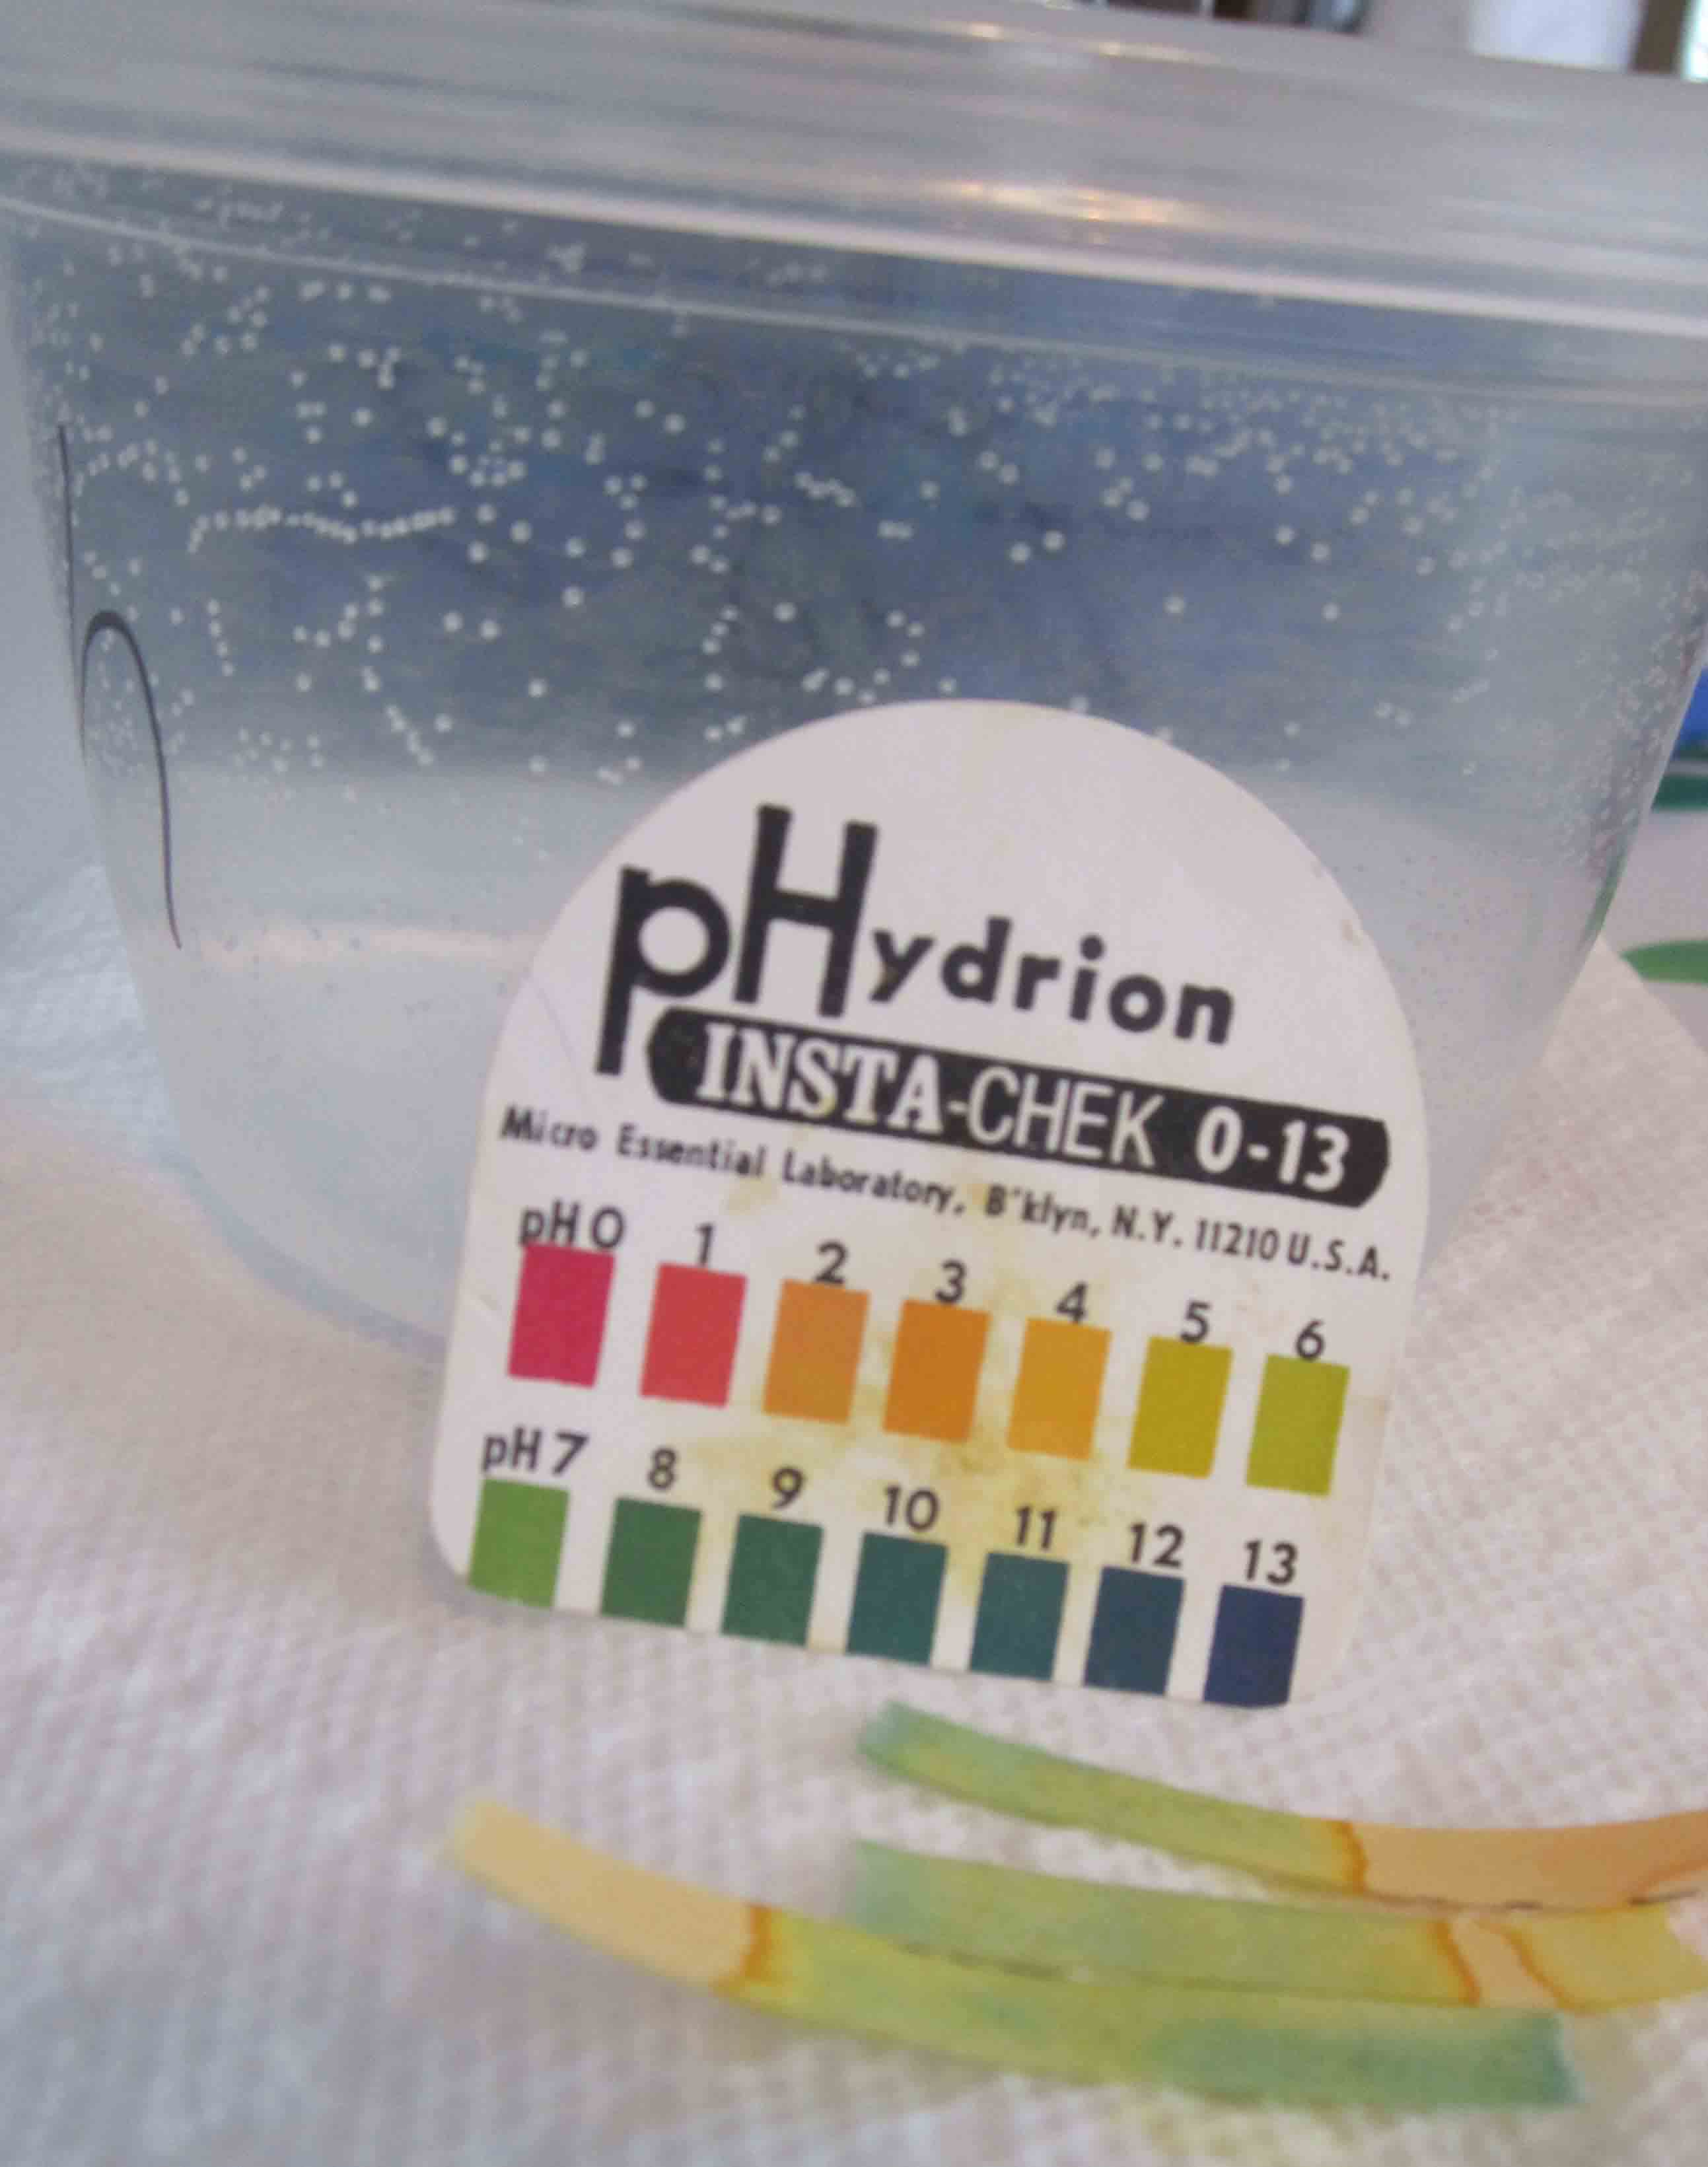 pHydrion
INSTA-CHEK 0-13
Micro Essential Laboratory, B'klyn, N.Y. 11210 U.S.A.
pH 0 1 2 3 4 5 6
pH 7 8 9 10 11 12 13